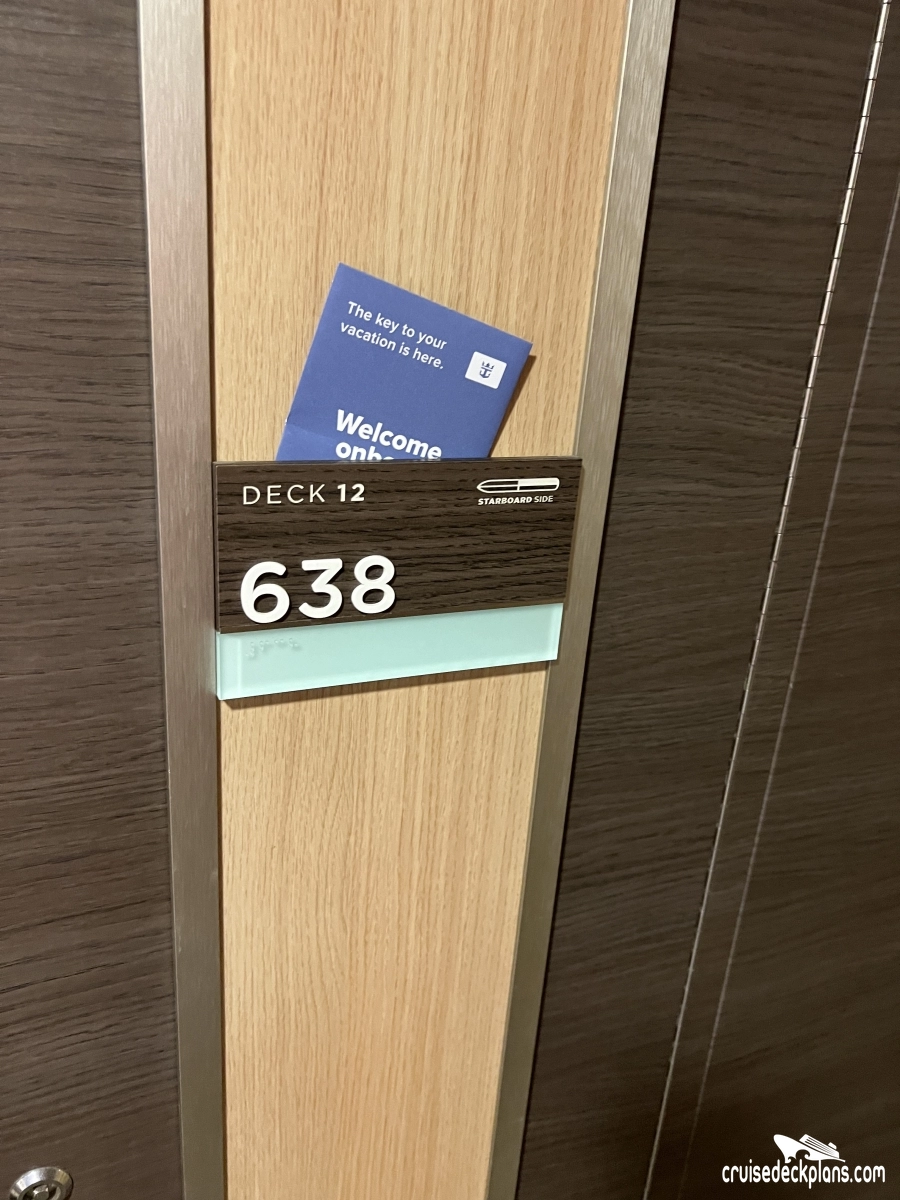 The key to your
vacation is here.
Welcome
DECK 12
STARBOARD SIDE
638
cruisedeckplans.com